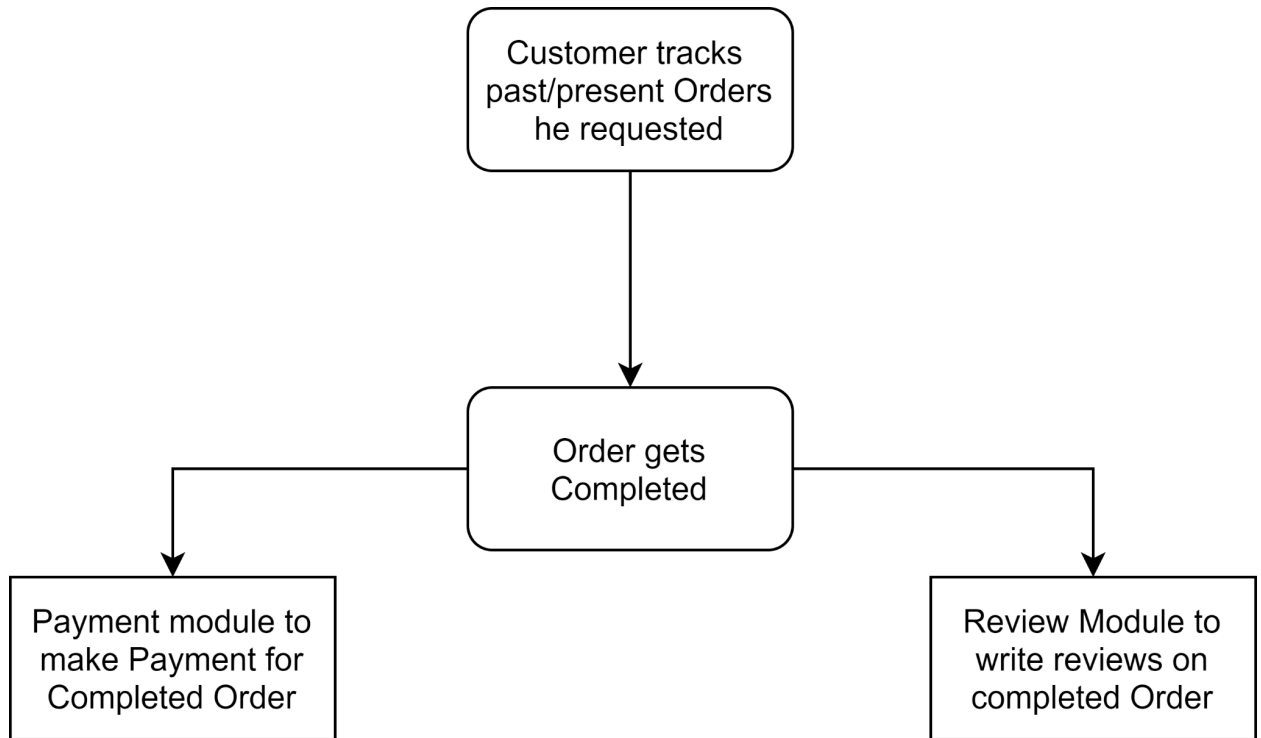 Customer tracks
past/present Orders
he requested
Order gets
Completed
Payment module to
make Payment for
Completed Order
Review Module to
write reviews on
completed Order